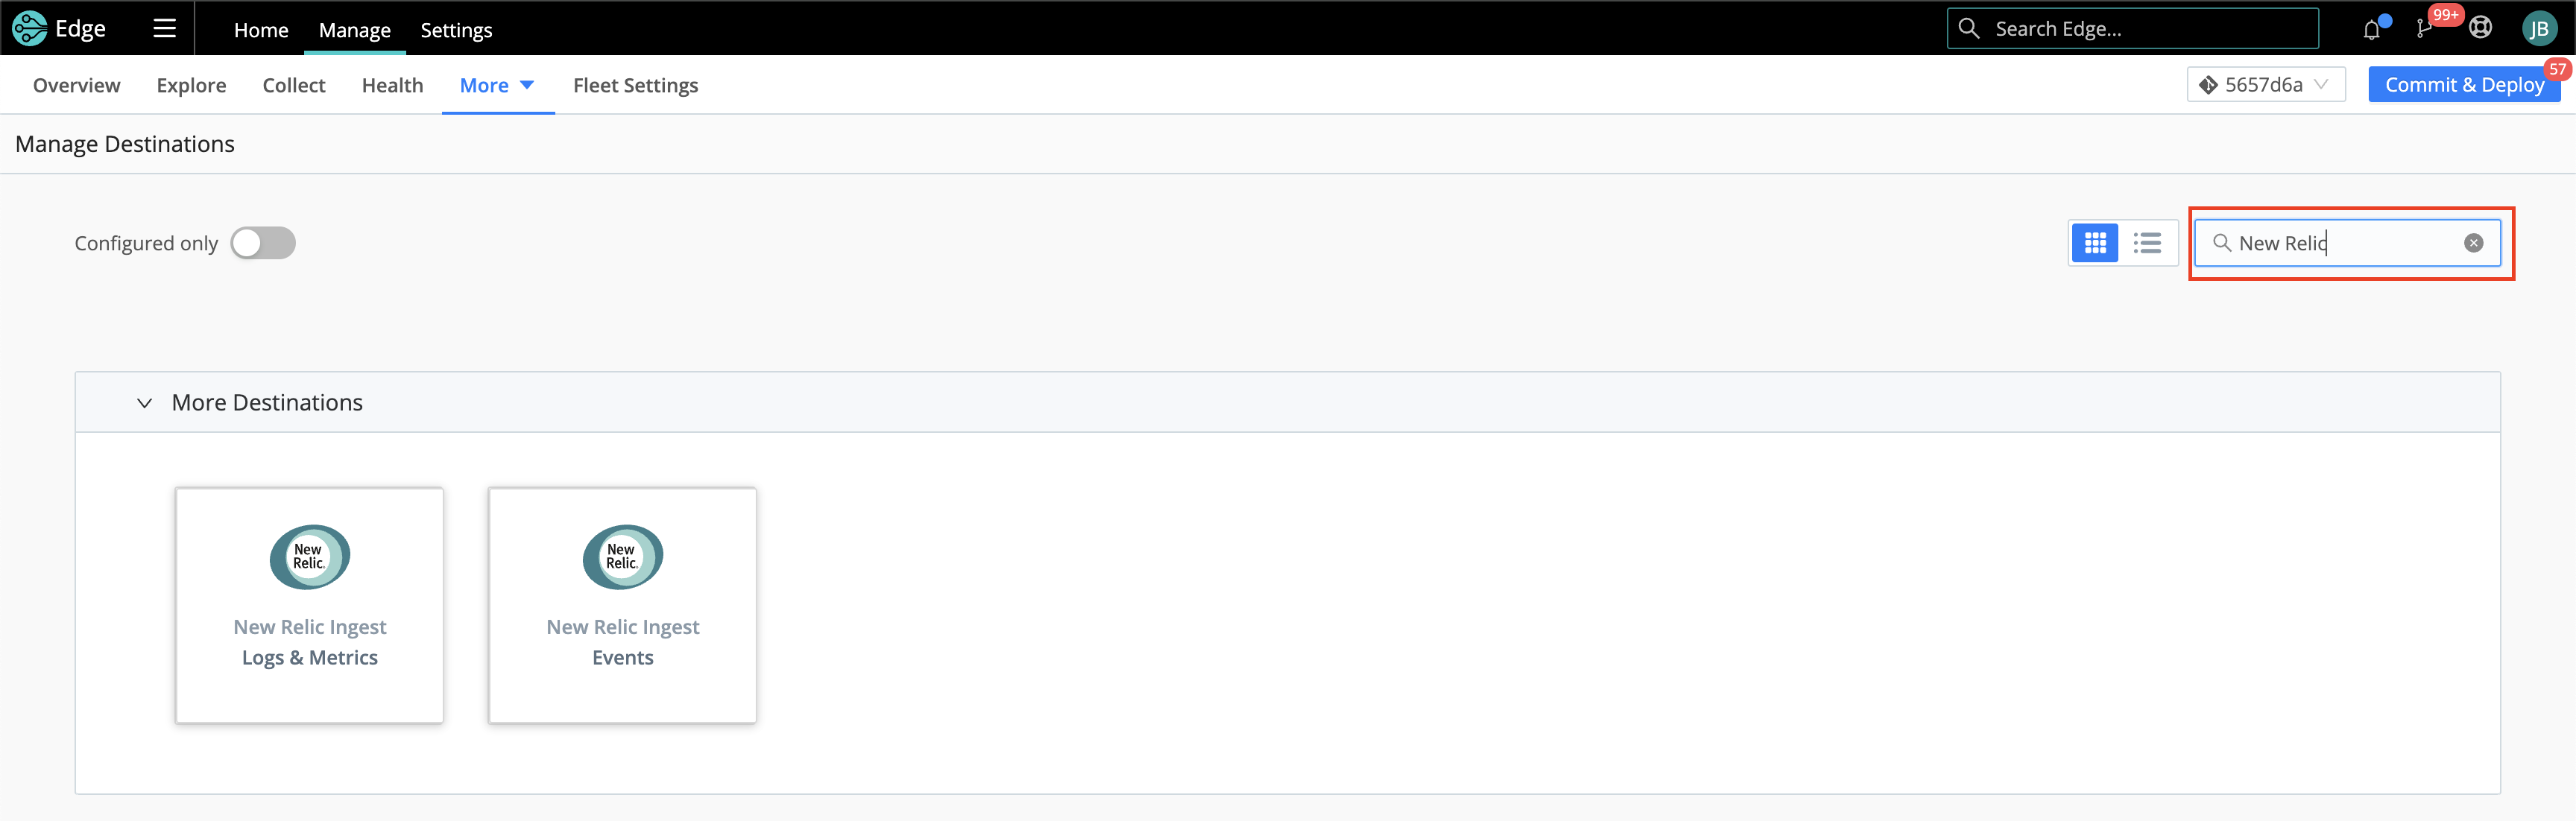 Edge
Home Manage Settings
Search Edge...
99+
JB
Overview Explore Collect Health More Fleet Settings
5657d6a
Commit & Deploy
57
Manage Destinations
Configured only
New Relic
More Destinations
New
Relic.
New Relic Ingest
Logs & Metrics
New
Relic.
New Relic Ingest
Events